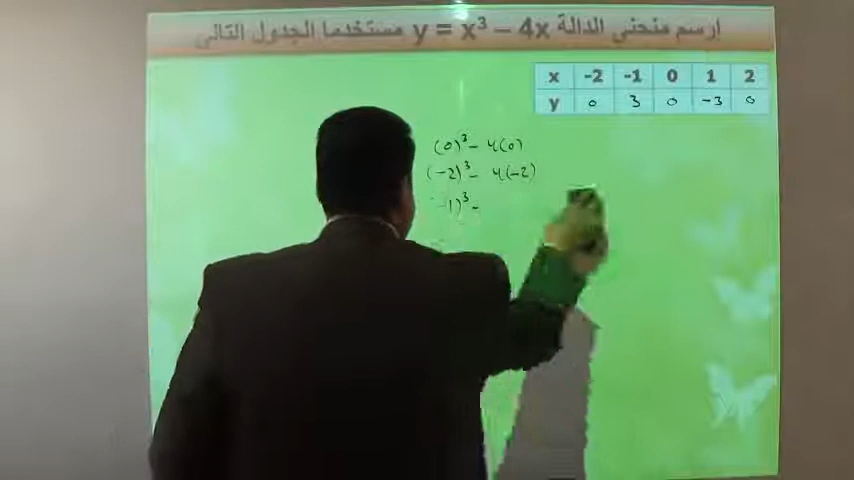 ارسم منحنى الدالة y = x³ – 4x مستخدما الجدول التالى
x -2 -1 0 1 2
y 0 3 0 -3 0
(0)³ - 4(0)
(-2)³ - 4(-2)
-1)³ -